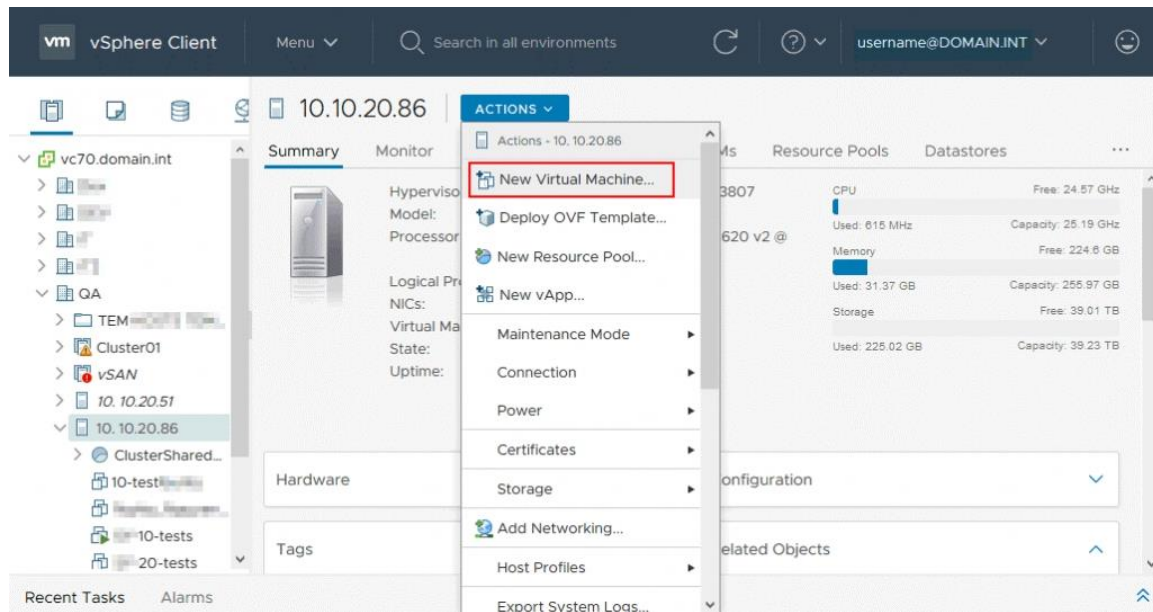 vm vSphere Client Menu Search in all environments username@DOMAIN.INT
10.10.20.86 ACTIONS
vc70.domain.int
QA
TEM
Cluster01
vSAN
10. 10.20.51
10. 10.20.86
ClusterShared...
10-test
10-tests
20-tests
Summary Monitor Ms Resource Pools Datastores ...
Hyperviso
Model:
Processor
Logical Pr
NICs:
Virtual Ma
State:
Uptime:
3807
620 v2 @
Actions - 10. 10.20.86
New Virtual Machine...
Deploy OVF Template...
New Resource Pool...
New vApp...
Maintenance Mode
Connection
Power
Certificates
Storage
Add Networking...
Host Profiles
Export System Logs...
CPU Free: 24.57 GHz
Used: 615 MHz Capacity: 25.19 GHz
Memory Free: 224.6 GB
Used: 31.37 GB Capacity: 255.97 GB
Storage Free: 39.01 TB
Used: 225.02 GB Capacity: 39.23 TB
Hardware
onfiguration
Tags
elated Objects
Recent Tasks Alarms